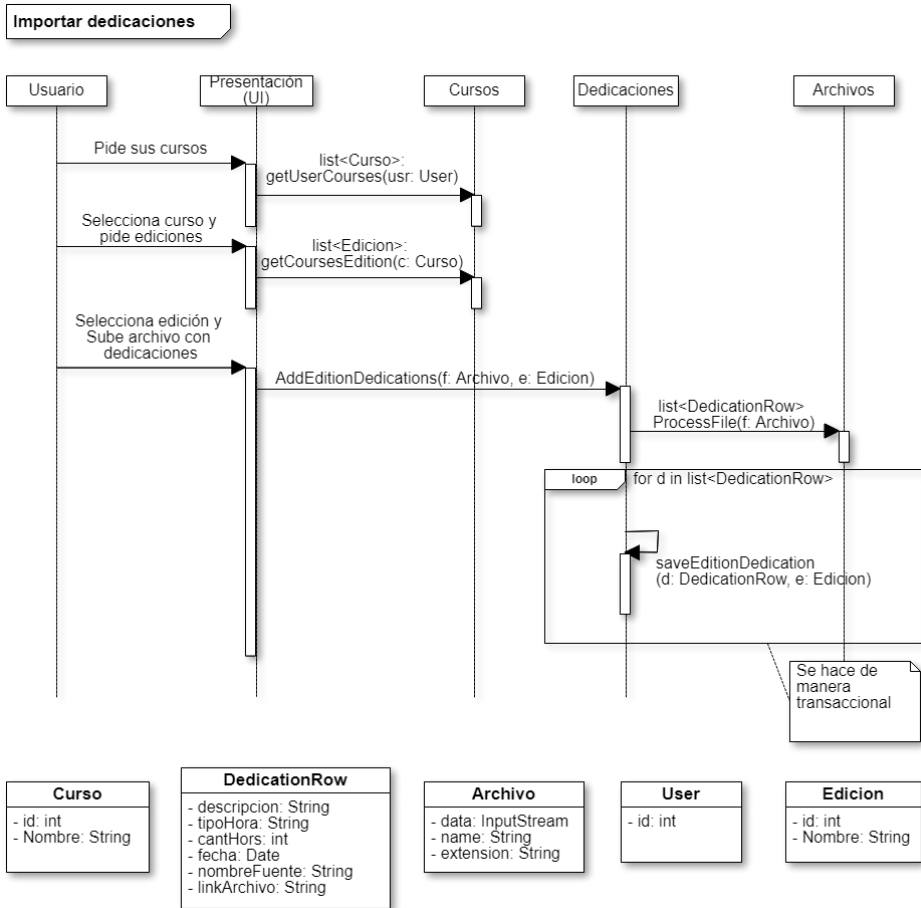 Importar dedicaciones
Usuario
Presentación
(UI)
Cursos
Dedicaciones
Archivos
Pide sus cursos
list<Curso>:
getUserCourses(usr: User)
Selecciona curso y
pide ediciones
list<Edicion>:
getCoursesEdition(c: Curso)
Selecciona edición y
Sube archivo con
dedicaciones
AddEditionDedications(f: Archivo, e: Edicion)
list<DedicationRow>
ProcessFile(f: Archivo)
loop
for d in list<DedicationRow>
saveEditionDedication
(d: DedicationRow, e: Edicion)
Se hace de
manera
transaccional
Curso
- id: int
- Nombre: String
DedicationRow
- descripcion: String
- tipoHora: String
- cantHors: int
- fecha: Date
- nombreFuente: String
- linkArchivo: String
Archivo
- data: InputStream
- name: String
- extension: String
User
- id: int
Edicion
- id: int
- Nombre: String